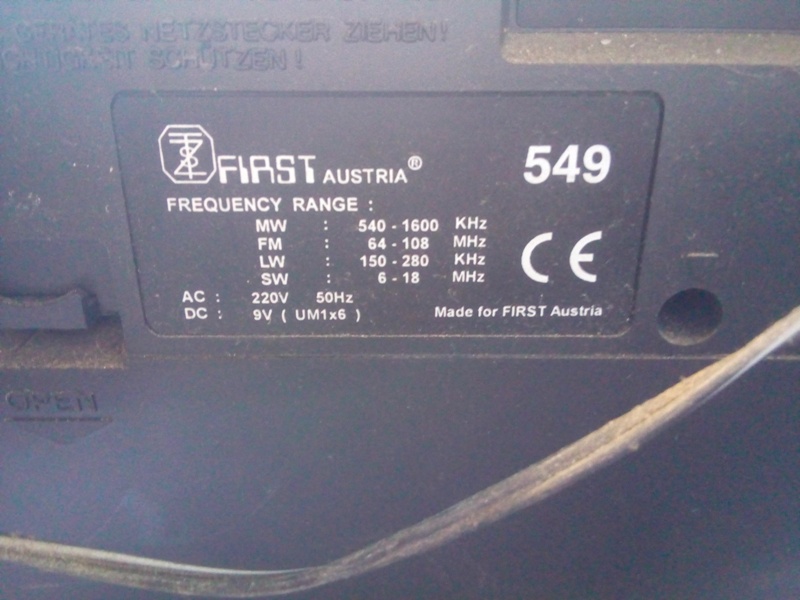 GERÄTES NETZSTECKER ZIEHEN!
SCHÜTZEN!
FIRST AUSTRIA®
549
FREQUENCY RANGE :
MW : 540 - 1600 KHz
FM : 64 - 108 MHz
LW : 150 - 280 KHz
SW : 6 - 18 MHz
CE
AC : 220V 50Hz
DC : 9V ( UM1x6 )
Made for FIRST Austria
OPEN